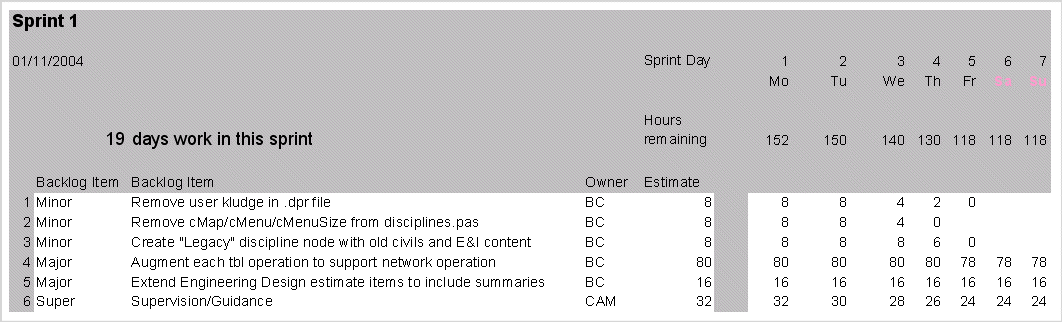 Sprint 1
01/11/2004 Sprint Day 1 2 3 4 5 6 7
Mo Tu We Th Fr
Hours
19 days work in this sprint remaining 152 150 140 130 118 118 118
Backlog Item Backlog Item Owner Estimate
1 Minor Remove user kludge in .dpr file BC 8 8 8 4 2 0
2 Minor Remove cMap/cMenu/cMenuSize from disciplines.pas BC 8 8 8 4 0
3 Minor Create "Legacy" discipline node with old civils and E&I content BC 8 8 8 8 6 0
4 Major Augment each tbl operation to support network operation BC 80 80 80 80 80 78 78 78
5 Major Extend Engineering Design estimate items to include summaries BC 16 16 16 16 16 16 16 16
6 Super Supervision/Guidance CAM 32 32 30 28 26 24 24 24